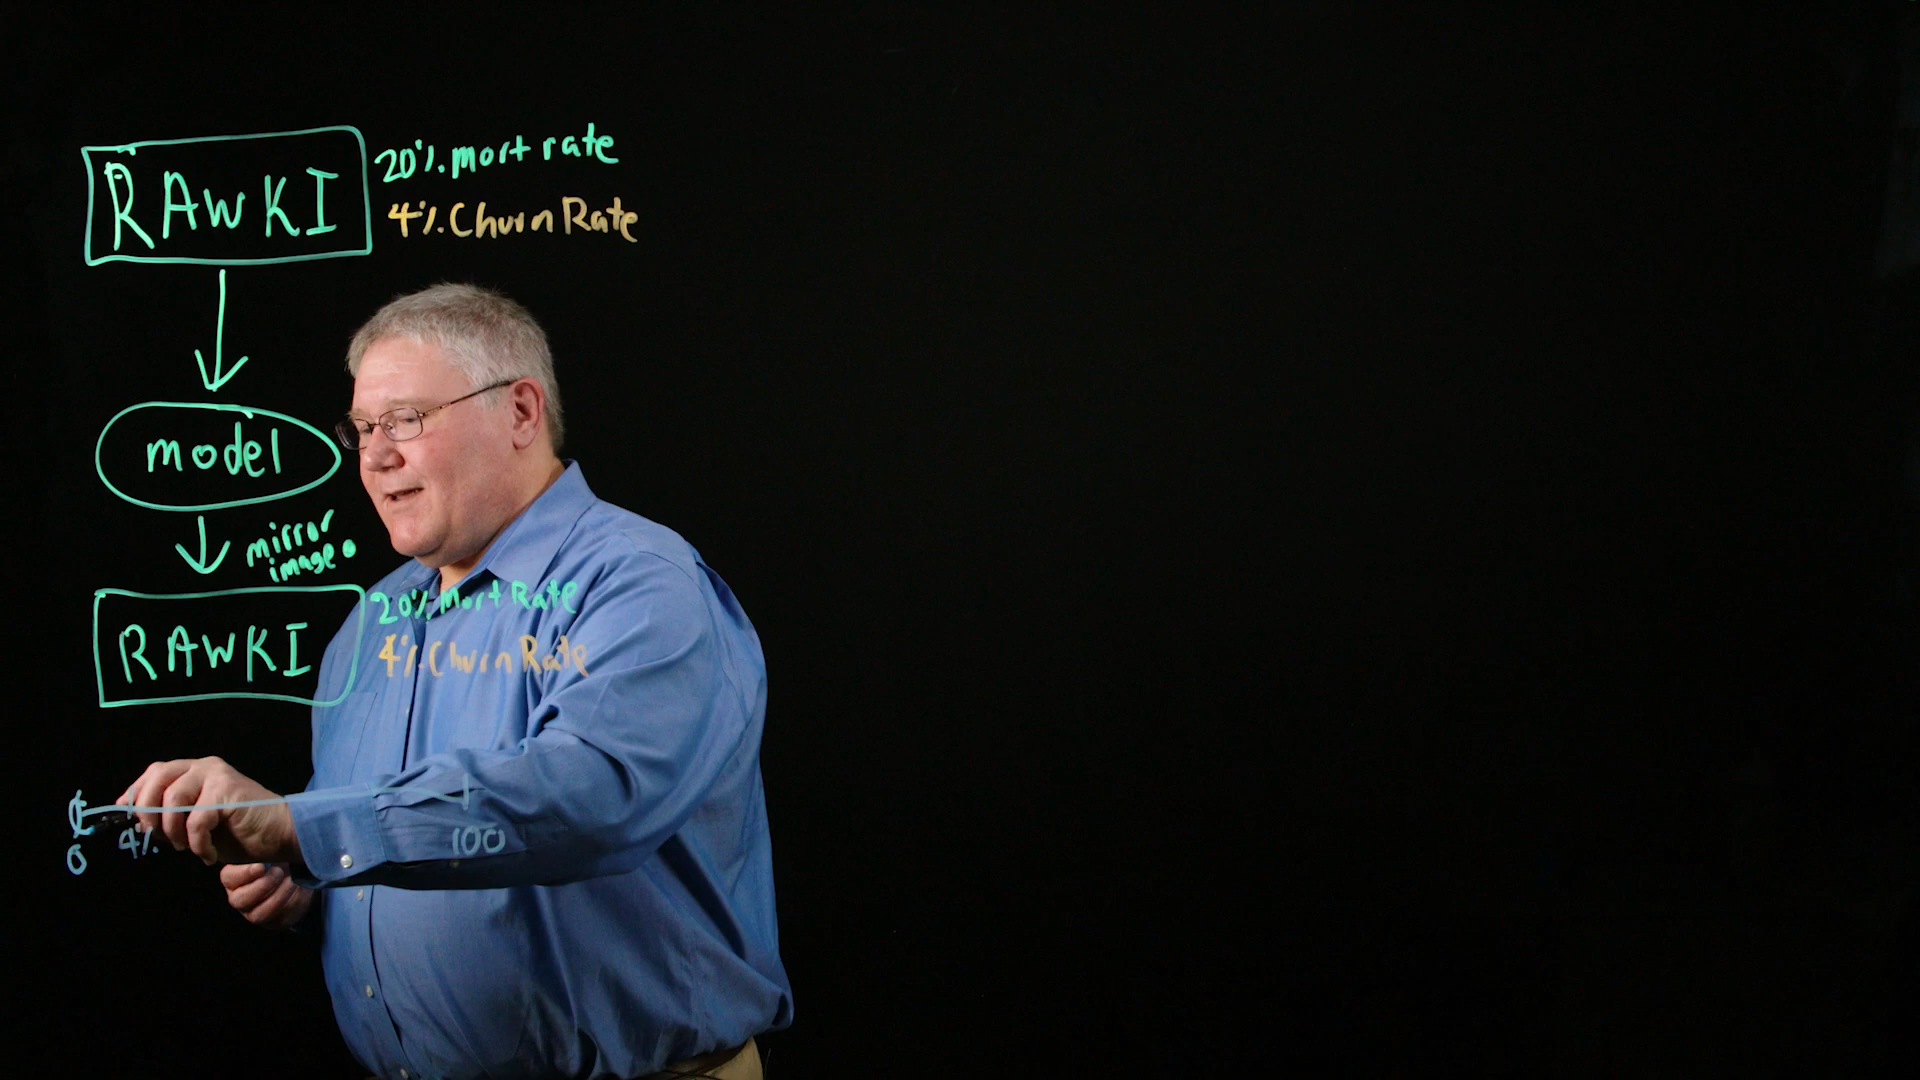 RAWKI
20% mort rate
4% Churn Rate
model
mirror
image
RAWKI
20% Mort Rate
4% Churn Rate
0
4%
100